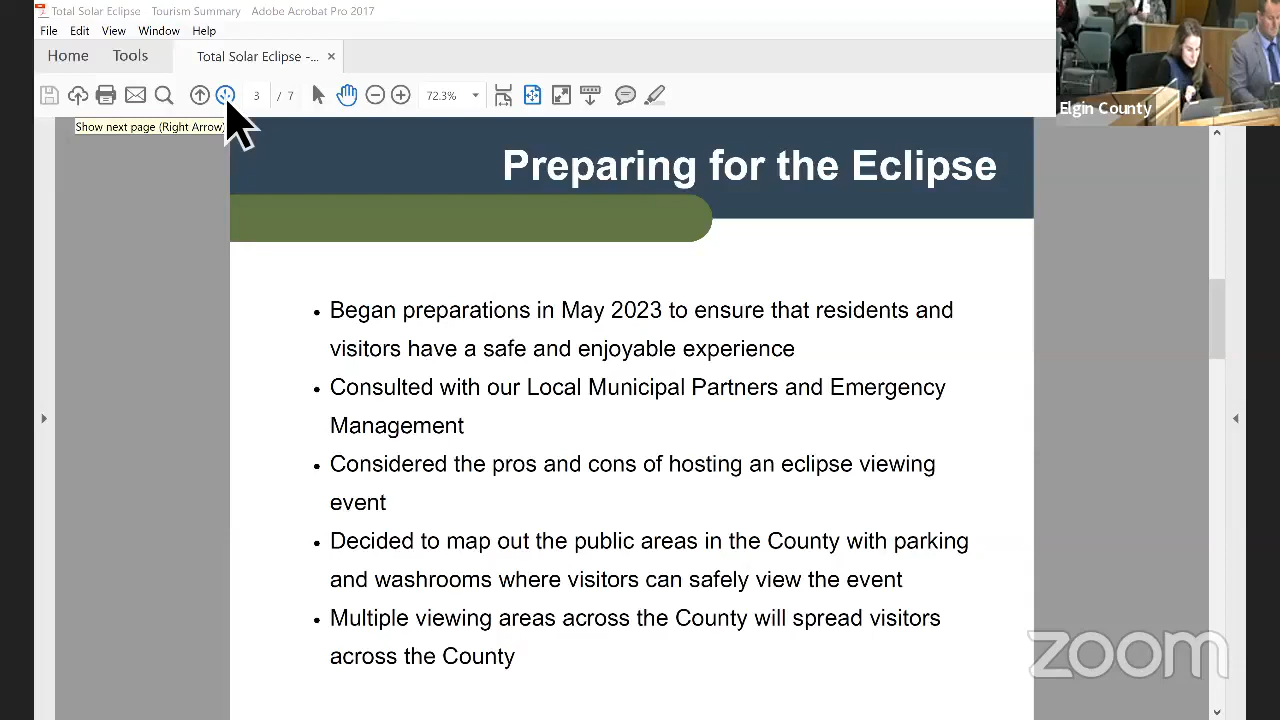 Total Solar Eclipse Tourism Summary Adobe Acrobat Pro 2017
File Edit View Window Help
Home Tools Total Solar Eclipse -... ×
3 / 7 72.3%
Elgin County
Show next page (Right Arrow)
Preparing for the Eclipse
• Began preparations in May 2023 to ensure that residents and
visitors have a safe and enjoyable experience
• Consulted with our Local Municipal Partners and Emergency
Management
• Considered the pros and cons of hosting an eclipse viewing
event
• Decided to map out the public areas in the County with parking
and washrooms where visitors can safely view the event
• Multiple viewing areas across the County will spread visitors
across the County
zoom